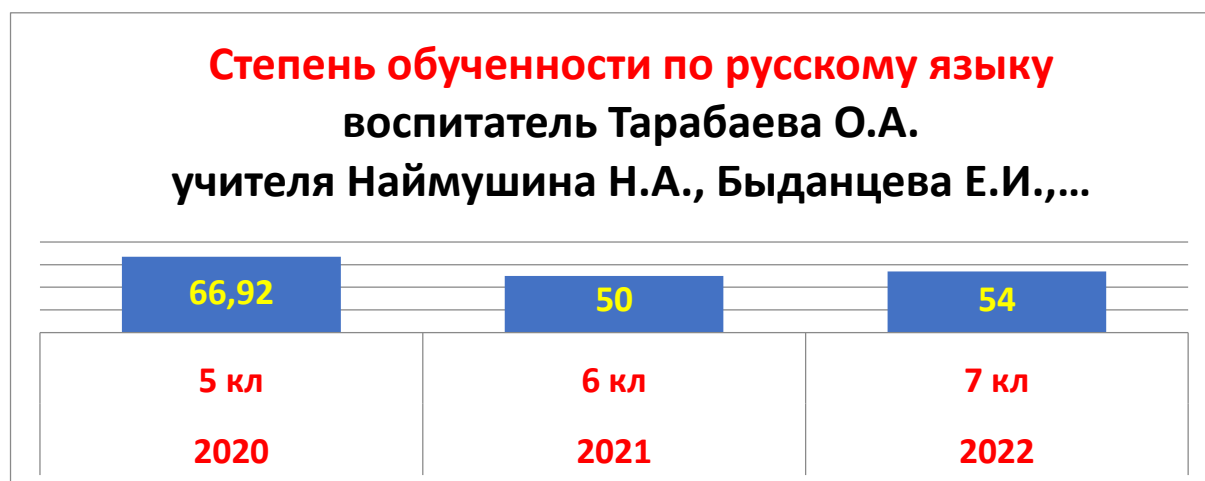 Степень обученности по русскому языку
воспитатель Тарабаева О.А.
учителя Наймушина Н.А., Быданцева Е.И.,...
66,92 50 54
5 кл 6 кл 7 кл
2020 2021 2022